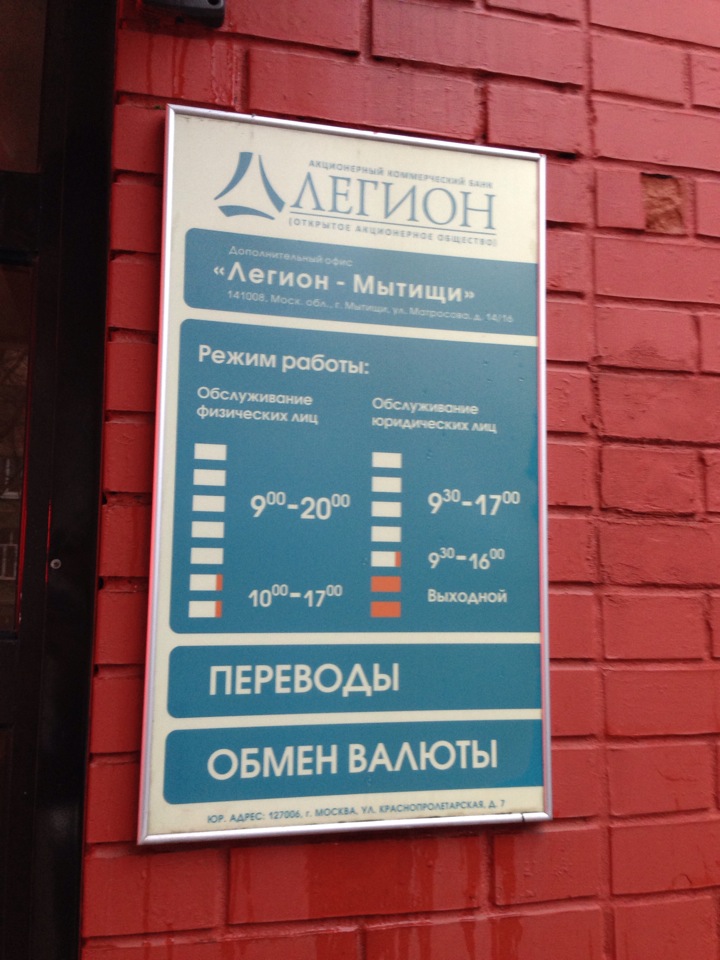 АКЦИОНЕРНЫЙ КОММЕРЧЕСКИЙ БАНК
ЛЕГИОН
(ОТКРЫТОЕ АКЦИОНЕРНОЕ ОБЩЕСТВО)
Дополнительный офис
«Легион - Мытищи»
141008, Моск. обл., г. Мытищи, ул. Матросова, д. 14/16
Режим работы:
Обслуживание
физических лиц
9⁰⁰-20⁰⁰
10⁰⁰-17⁰⁰
Обслуживание
юридических лиц
9³⁰-17⁰⁰
9³⁰-16⁰⁰
Выходной
ПЕРЕВОДЫ
ОБМЕН ВАЛЮТЫ
ЮР. АДРЕС: 127006, г. МОСКВА, УЛ. КРАСНОПРОЛЕТАРСКАЯ, Д. 7